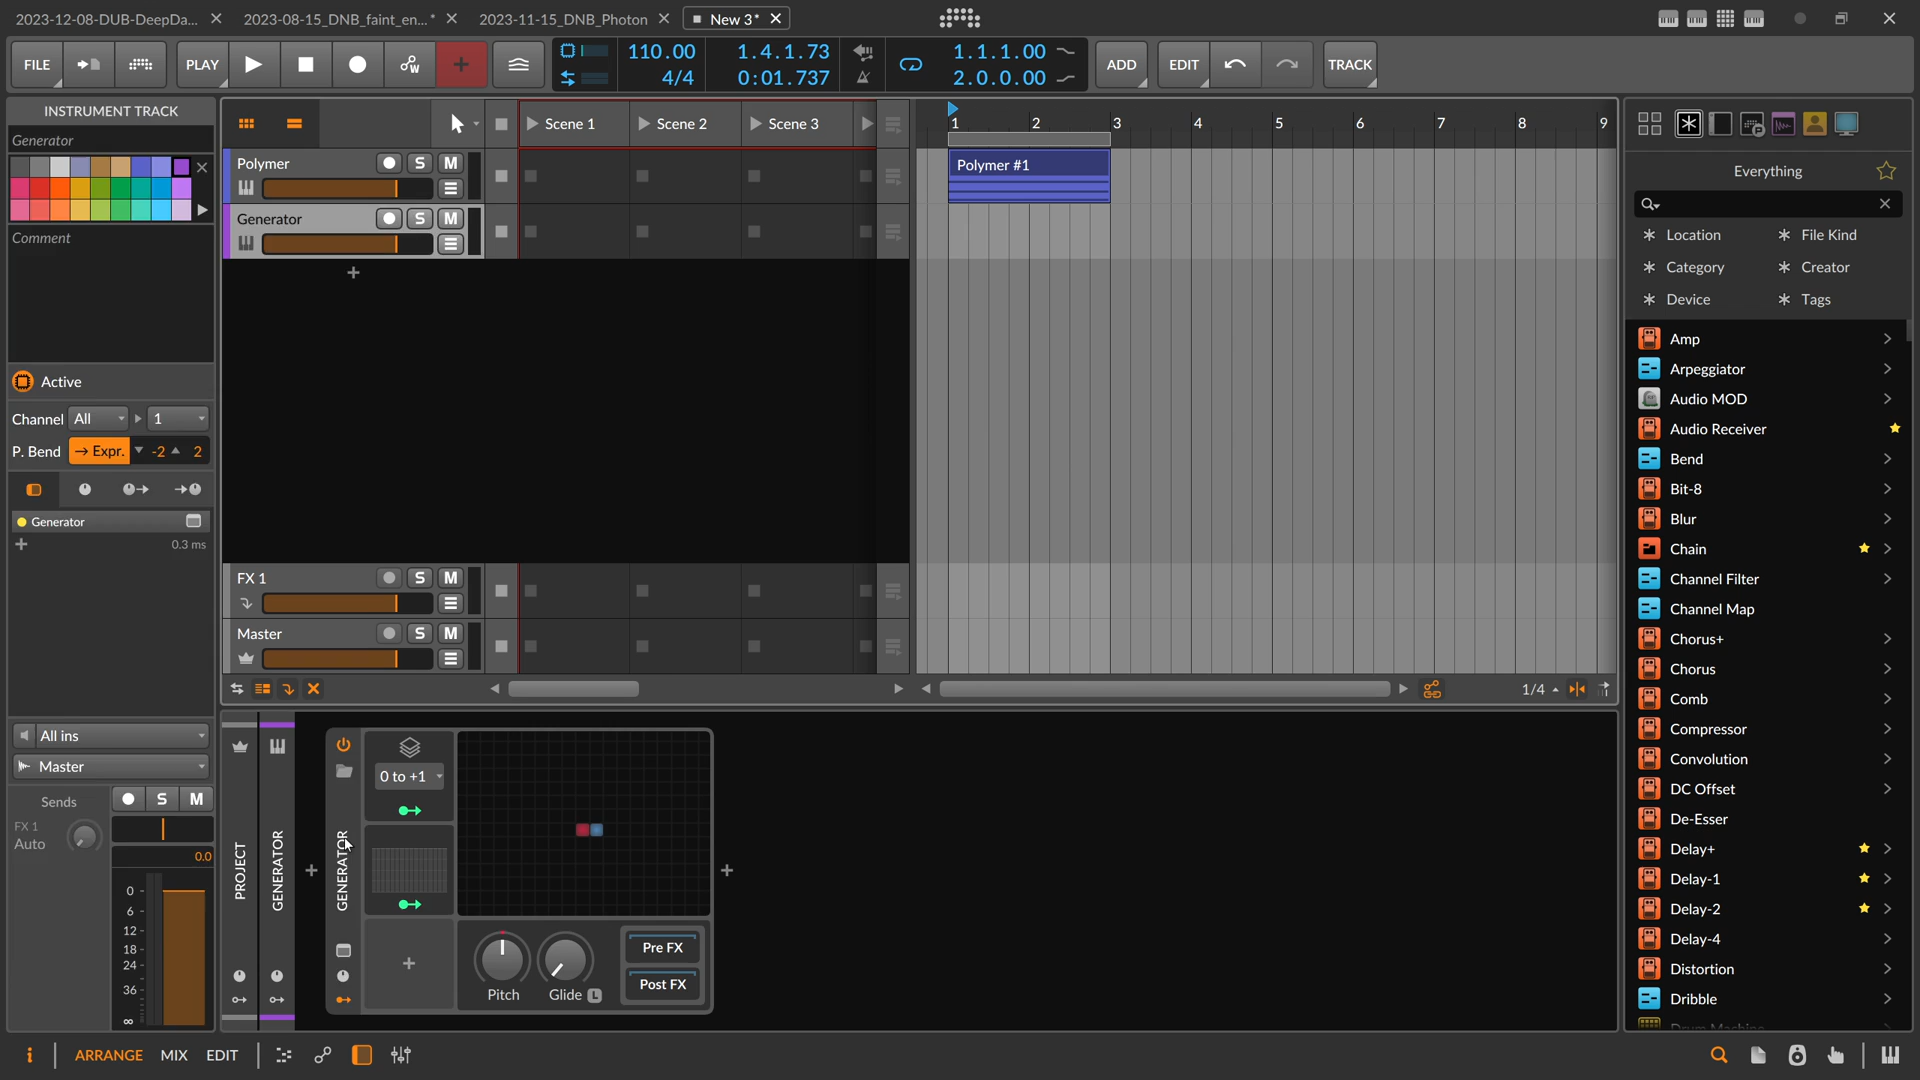 2023-12-08-DUB-DeepDa... 2023-08-15_DNB_faint_en...* 2023-11-15_DNB_Photon New 3*
FILE PLAY 110.00 4/4 1.4.1.73 0:01.737 1.1.1.00 2.0.0.00 ADD EDIT TRACK
INSTRUMENT TRACK
Generator
Comment
Active
Channel All 1
P. Bend → Expr. -2 2
Generator
0.3 ms
All ins
Master
Sends S M
FX 1
Auto
0.0
0
6
12
18
24
36
∞
Scene 1 Scene 2 Scene 3
Polymer S M
Generator S M
FX 1 S M
Master S M
1 2 3 4 5 6 7 8 9
Polymer #1
1/4
PROJECT
GENERATOR
GENERATOR
0 to +1
Pitch Glide L
Pre FX
Post FX
Everything
Location File Kind
Category Creator
Device Tags
Amp
Arpeggiator
Audio MOD
Audio Receiver
Bend
Bit-8
Blur
Chain
Channel Filter
Channel Map
Chorus+
Chorus
Comb
Compressor
Convolution
DC Offset
De-Esser
Delay+
Delay-1
Delay-2
Delay-4
Distortion
Dribble
Drum Machine
i ARRANGE MIX EDIT